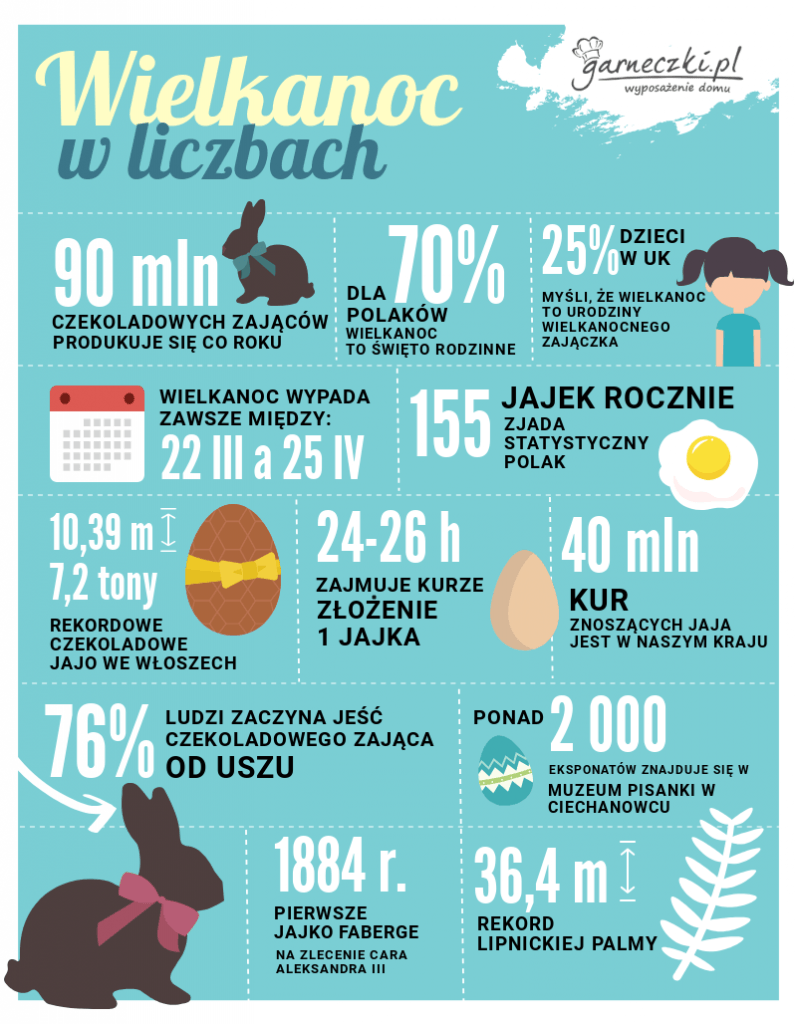 Wielkanoc
w liczbach
garneczki.pl
wyposażenie domu
90 mln
CZEKOLADOWYCH ZAJĄCÓW
PRODUKUJE SIĘ CO ROKU
DLA 70%
POLAKÓW
WIELKANOC
TO ŚWIĘTO RODZINNE
25% DZIECI
W UK
MYŚLI, ŻE WIELKANOC
TO URODZINY
WIELKANOCNEGO
ZAJĄCZKA
WIELKANOC WYPADA
ZAWSZE MIĘDZY:
22 III a 25 IV
155 JAJEK ROCZNIE
ZJADA
STATYSTYCZNY
POLAK
10,39 m
7,2 tony
REKORDOWE
CZEKOLADOWE
JAJO WE WŁOSZECH
24-26 h
ZAJMUJE KURZE
ZŁOŻENIE
1 JAJKA
40 mln
KUR
ZNOSZĄCYCH JAJA
JEST W NASZYM KRAJU
76% LUDZI ZACZYNA JEŚĆ
CZEKOLADOWEGO ZAJĄCA
OD USZU
PONAD 2 000
EKSPONATÓW ZNAJDUJE SIĘ W
MUZEUM PISANKI W
CIECHANOWCU
1884 r.
PIERWSZE
JAJKO FABERGE
NA ZLECENIE CARA
ALEKSANDRA III
36,4 m
REKORD
LIPNICKIEJ PALMY